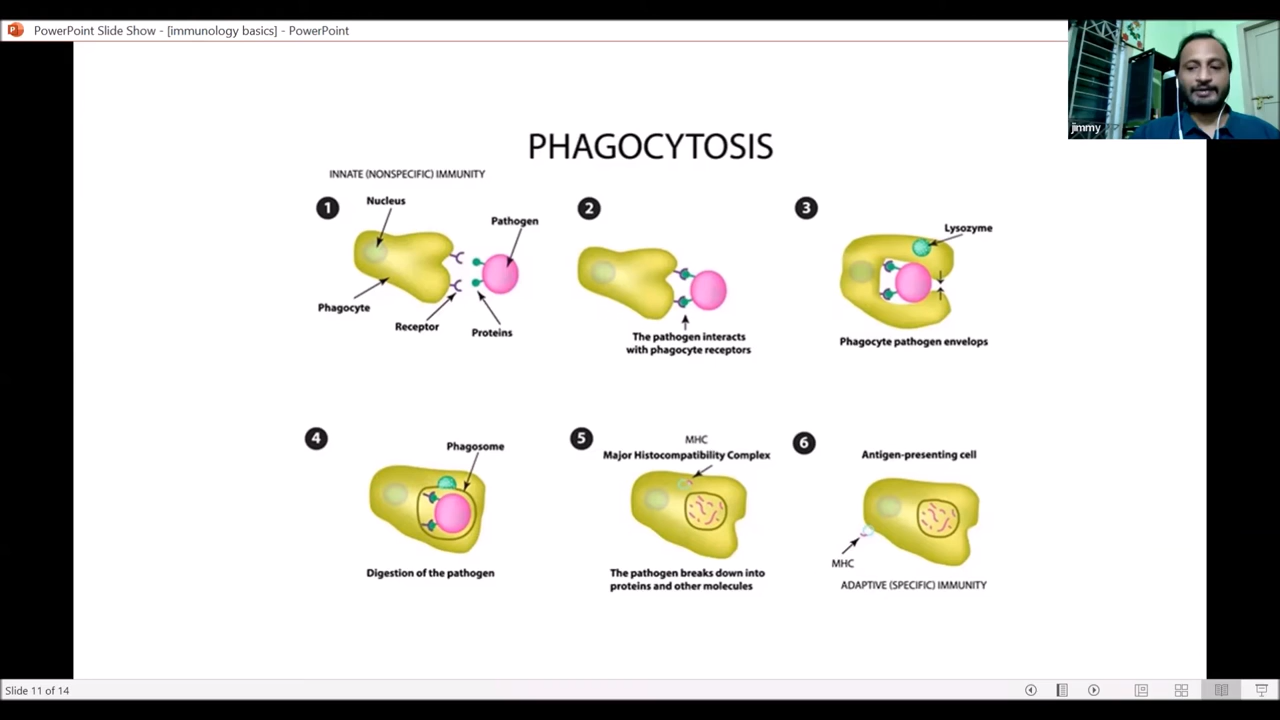 PowerPoint Slide Show - [immunology basics] - PowerPoint
jimmy
PHAGOCYTOSIS
INNATE (NONSPECIFIC) IMMUNITY
1
Nucleus
Pathogen
Phagocyte
Receptor
Proteins
2
The pathogen interacts
with phagocyte receptors
3
Lysozyme
Phagocyte pathogen envelops
4
Phagosome
Digestion of the pathogen
5
MHC
Major Histocompatibility Complex
The pathogen breaks down into
proteins and other molecules
6
Antigen-presenting cell
MHC
ADAPTIVE (SPECIFIC) IMMUNITY
Slide 11 of 14